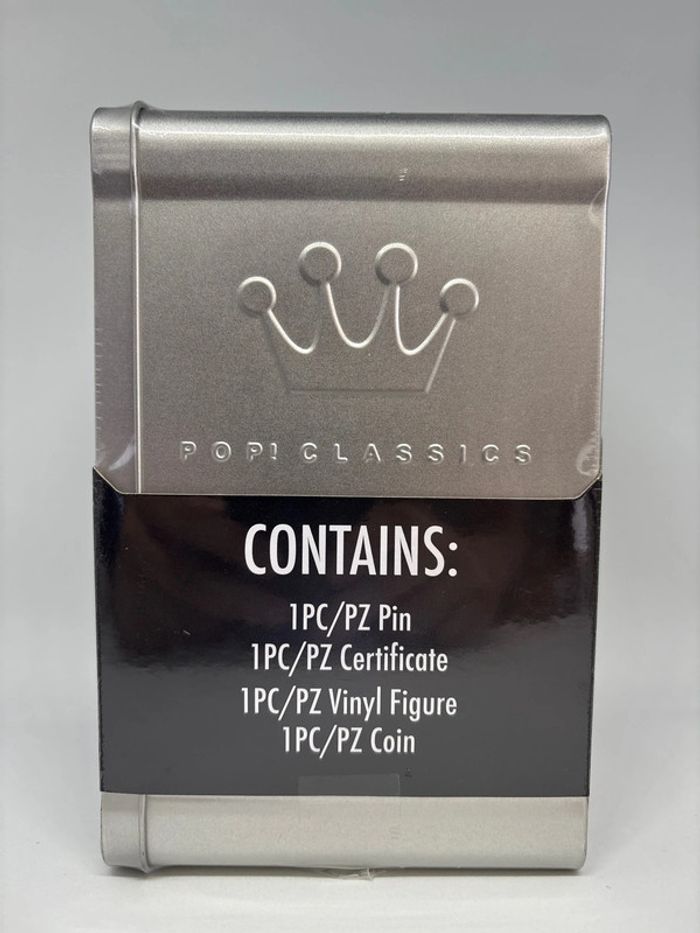 POP! CLASSICS
CONTAINS:
1PC/PZ Pin
1PC/PZ Certificate
1PC/PZ Vinyl Figure
1PC/PZ Coin